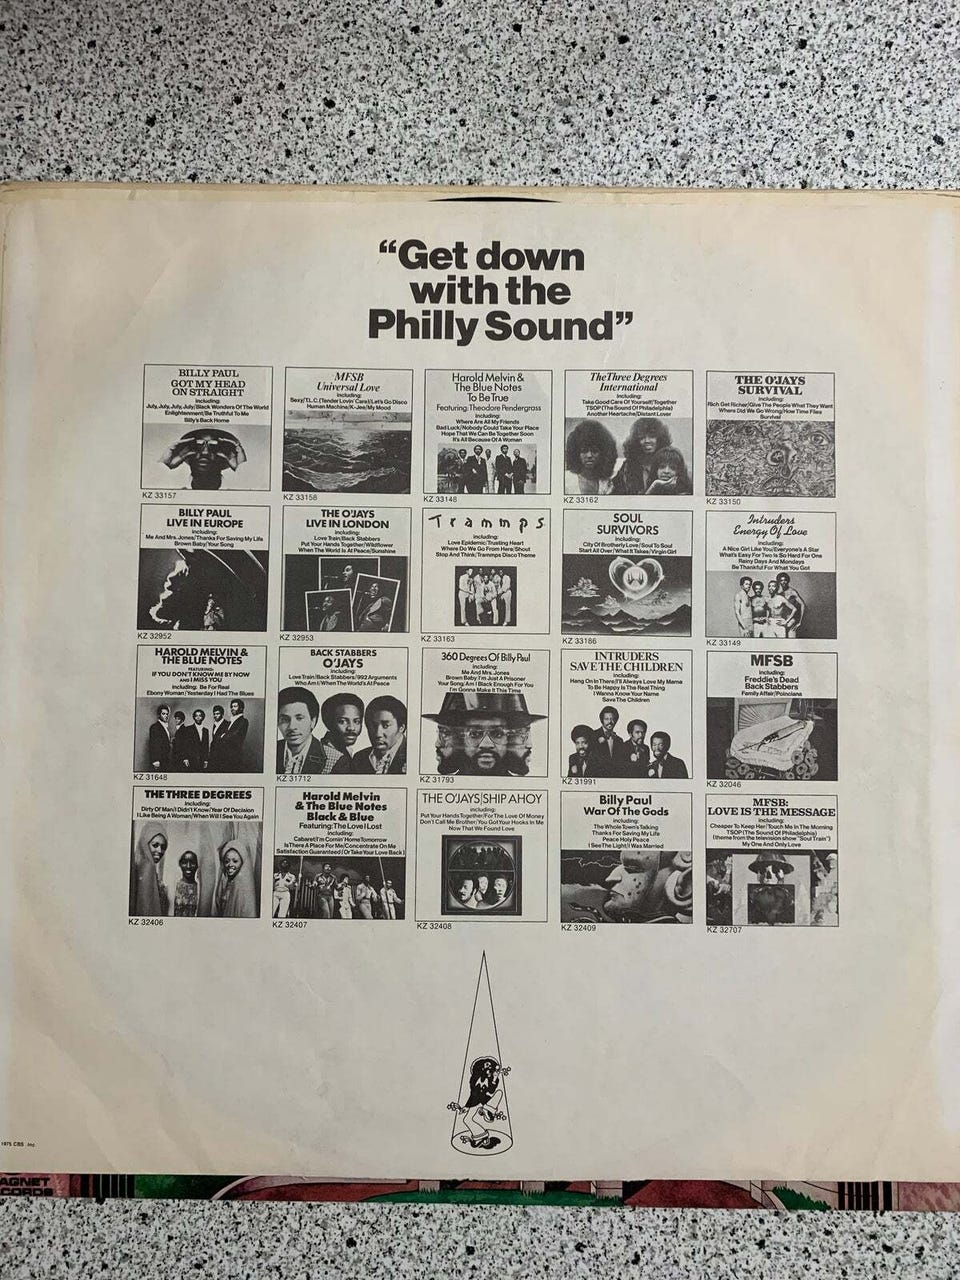 "Get down
with the
Philly Sound"
BILLY PAUL
GOT MY HEAD
ON STRAIGHT
including:
July, July, July, July/Black Wonders Of The World
Enlightenment/Be Truthful To Me
Billy's Back Home
KZ 33157
MFSB
Universal Love
including:
Sexy/T.L.C.(Tender Lovin' Care)/Let's Go Disco
Human Machine/K-Jee/My Mood
KZ 33158
Harold Melvin &
The Blue Notes
To Be True
Featuring: Theodore Pendergrass
including:
Where Are All My Friends
Bad Luck/Nobody Could Take Your Place
Hope That We Can Be Together Soon
It's All Because Of A Woman
KZ 33148
The Three Degrees
International
including:
Take Good Care Of Yourself/Together
TSOP (The Sound Of Philadelphia)
Another Heartache/Distant Lover
KZ 33162
THE O'JAYS
SURVIVAL
including:
Rich Get Richer/Give The People What They Want
Where Did We Go Wrong/How Time Flies
Survival
KZ 33150
BILLY PAUL
LIVE IN EUROPE
including:
Me And Mrs. Jones/Thanks For Saving My Life
Brown Baby/Your Song
KZ 32952
THE O'JAYS
LIVE IN LONDON
including:
Love Train/Back Stabbers
Put Your Hands Together/Wildflower
When The World Is At Peace/Sunshine
KZ 32953
Trammps
including:
Love Epidemic/Trusting Heart
Where Do We Go From Here/Shout
Stop And Think/Trammps Disco Theme
KZ 33163
SOUL
SURVIVORS
including:
City Of Brotherly Love/Soul To Soul
Start All Over/What It Takes/Virgin Girl
KZ 33186
Intruders
Energy Of Love
including:
A Nice Girl Like You/Everyone's A Star
What's Easy For Two Is So Hard For One
Rainy Days And Mondays
Be Thankful For What You Got
KZ 33149
HAROLD MELVIN &
THE BLUE NOTES
FEATURING:
IF YOU DON'T KNOW ME BY NOW
and I MISS YOU
including: Be For Real
Ebony Woman/Yesterday I Had The Blues
KZ 31648
BACK STABBERS
O'JAYS
including:
Love Train/Back Stabbers/992 Arguments
Who Am I/When The World's At Peace
KZ 31712
360 Degrees Of Billy Paul
including:
Me And Mrs. Jones
Brown Baby/I'm Just A Prisoner
Your Song/Am I Black Enough For You
I'm Gonna Make It This Time
KZ 31793
INTRUDERS
SAVE THE CHILDREN
including:
Hang On In There/I'll Always Love My Mama
To Be Happy Is The Real Thing
I Wanna Know Your Name
Save The Children
KZ 31991
MFSB
including:
Freddie's Dead
Back Stabbers
Family Affair/Poinciana
KZ 32046
THE THREE DEGREES
including:
Dirty Ol' Man/I Didn't Know/Year Of Decision
I Like Being A Woman/When Will I See You Again
KZ 32406
Harold Melvin
& The Blue Notes
Black & Blue
Featuring: The Love I Lost
including:
Cabaret/I'm Comin' Home Tomorrow
Is There A Place For Me/Concentrate On Me
Satisfaction Guaranteed (Or Take Your Love Back)
KZ 32407
THE O'JAYS/SHIP AHOY
including:
Put Your Hands Together/For The Love Of Money
Don't Call Me Brother/You Got Your Hooks In Me
Now That We Found Love
KZ 32408
Billy Paul
War Of The Gods
including:
The Whole Town's Talking
Thanks For Saving My Life
Peace Holy Peace
I See The Light/I Was Married
KZ 32409
MFSB:
LOVE IS THE MESSAGE
including:
Cheaper To Keep Her/Touch Me In The Morning
TSOP (The Sound Of Philadelphia)
(theme from the television show "Soul Train")
My One And Only Love
KZ 32707
1975 CBS Inc.
AGNET
CORDS